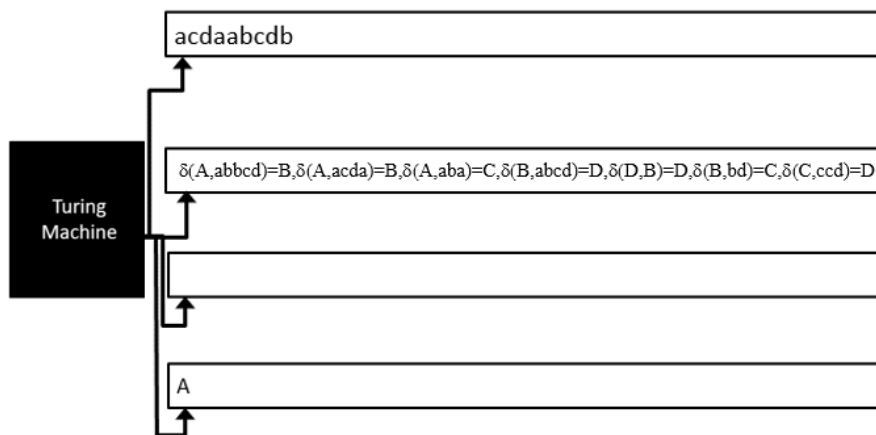 acdaabcdb
δ(A,abbcd)=B,δ(A,acda)=B,δ(A,aba)=C,δ(B,abcd)=D,δ(D,B)=D,δ(B,bd)=C,δ(C,ccd)=D
Turing
Machine
A